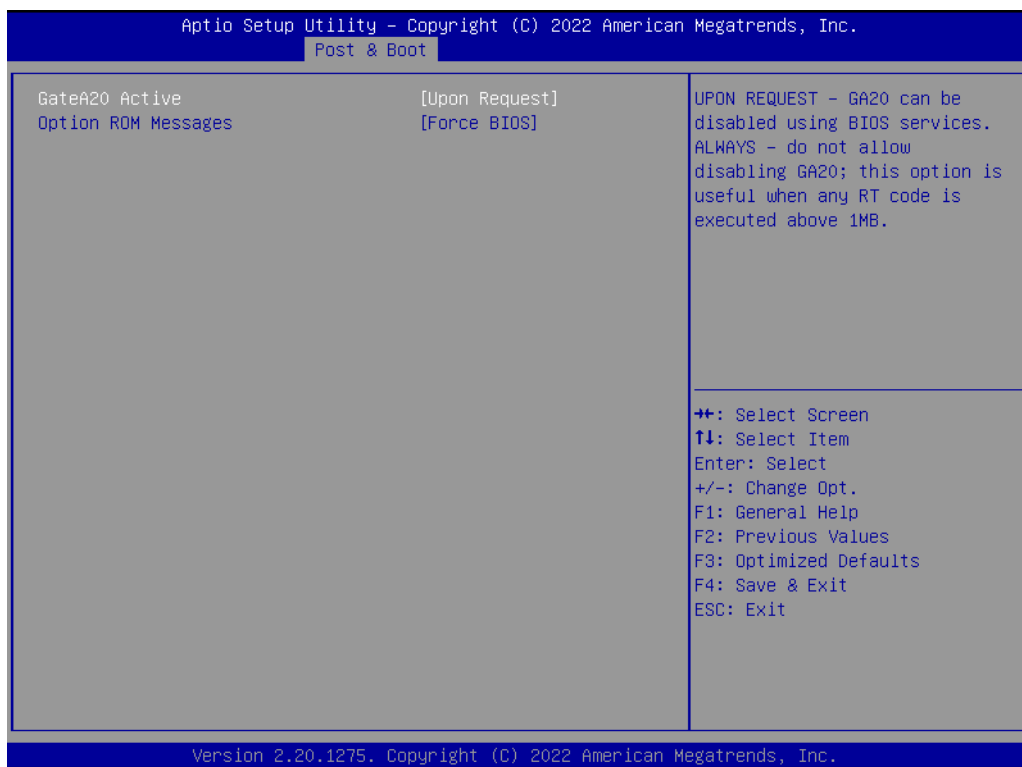 Aptio Setup Utility – Copyright (C) 2022 American Megatrends, Inc.
Post & Boot
GateA20 Active [Upon Request]
Option ROM Messages [Force BIOS]
UPON REQUEST – GA20 can be
disabled using BIOS services.
ALWAYS – do not allow
disabling GA20; this option is
useful when any RT code is
executed above 1MB.
→←: Select Screen
↑↓: Select Item
Enter: Select
+/-: Change Opt.
F1: General Help
F2: Previous Values
F3: Optimized Defaults
F4: Save & Exit
ESC: Exit
Version 2.20.1275. Copyright (C) 2022 American Megatrends, Inc.